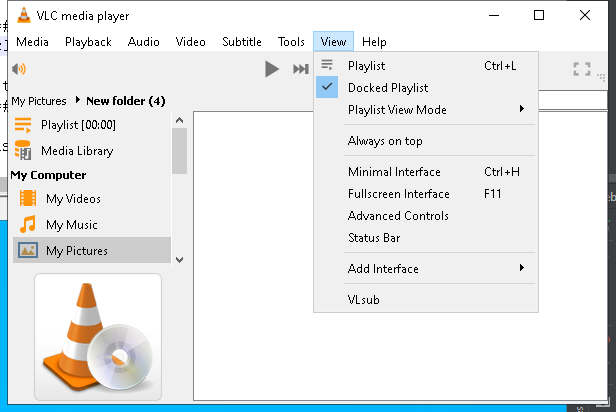 VLC media player
Media Playback Audio Video Subtitle Tools View Help
Playlist Ctrl+L
Docked Playlist
Playlist View Mode
Always on top
Minimal Interface Ctrl+H
Fullscreen Interface F11
Advanced Controls
Status Bar
Add Interface
VLsub
My Pictures New folder (4)
Playlist [00:00]
Media Library
My Computer
My Videos
My Music
My Pictures